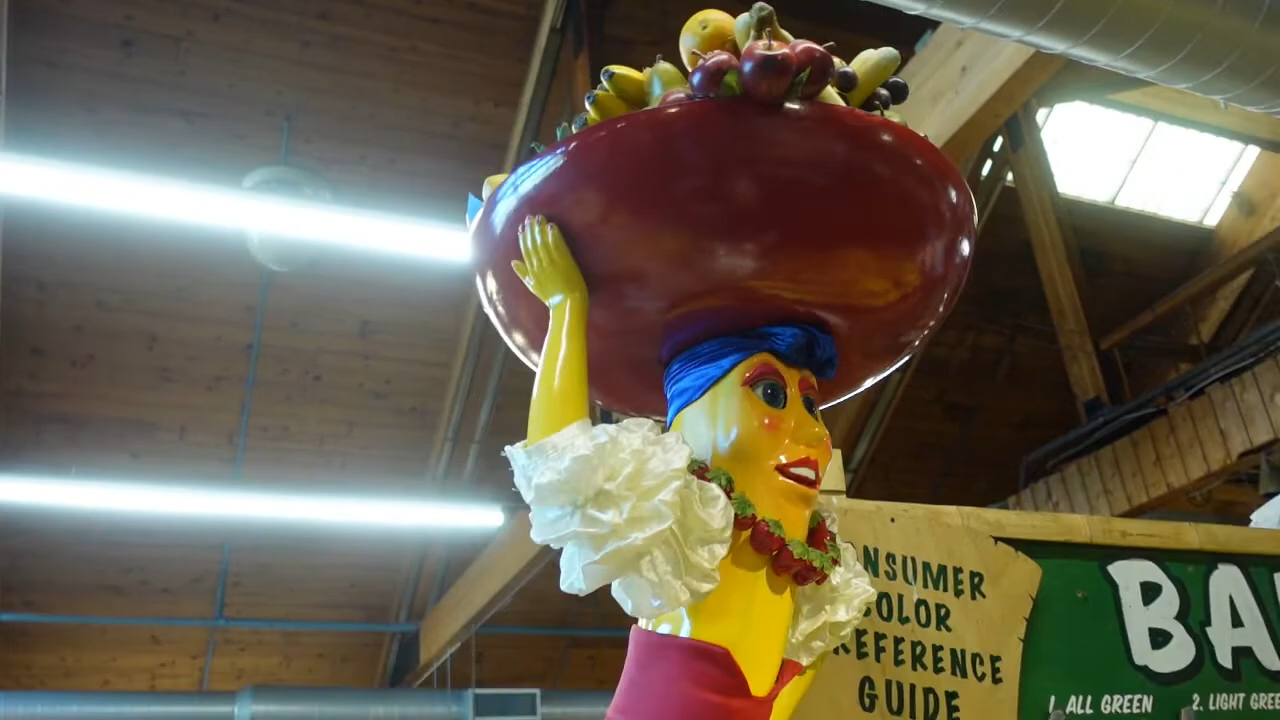 NSUMER
OLOR
EFERENCE
GUIDE
BA
1. ALL GREEN 2. LIGHT GREE